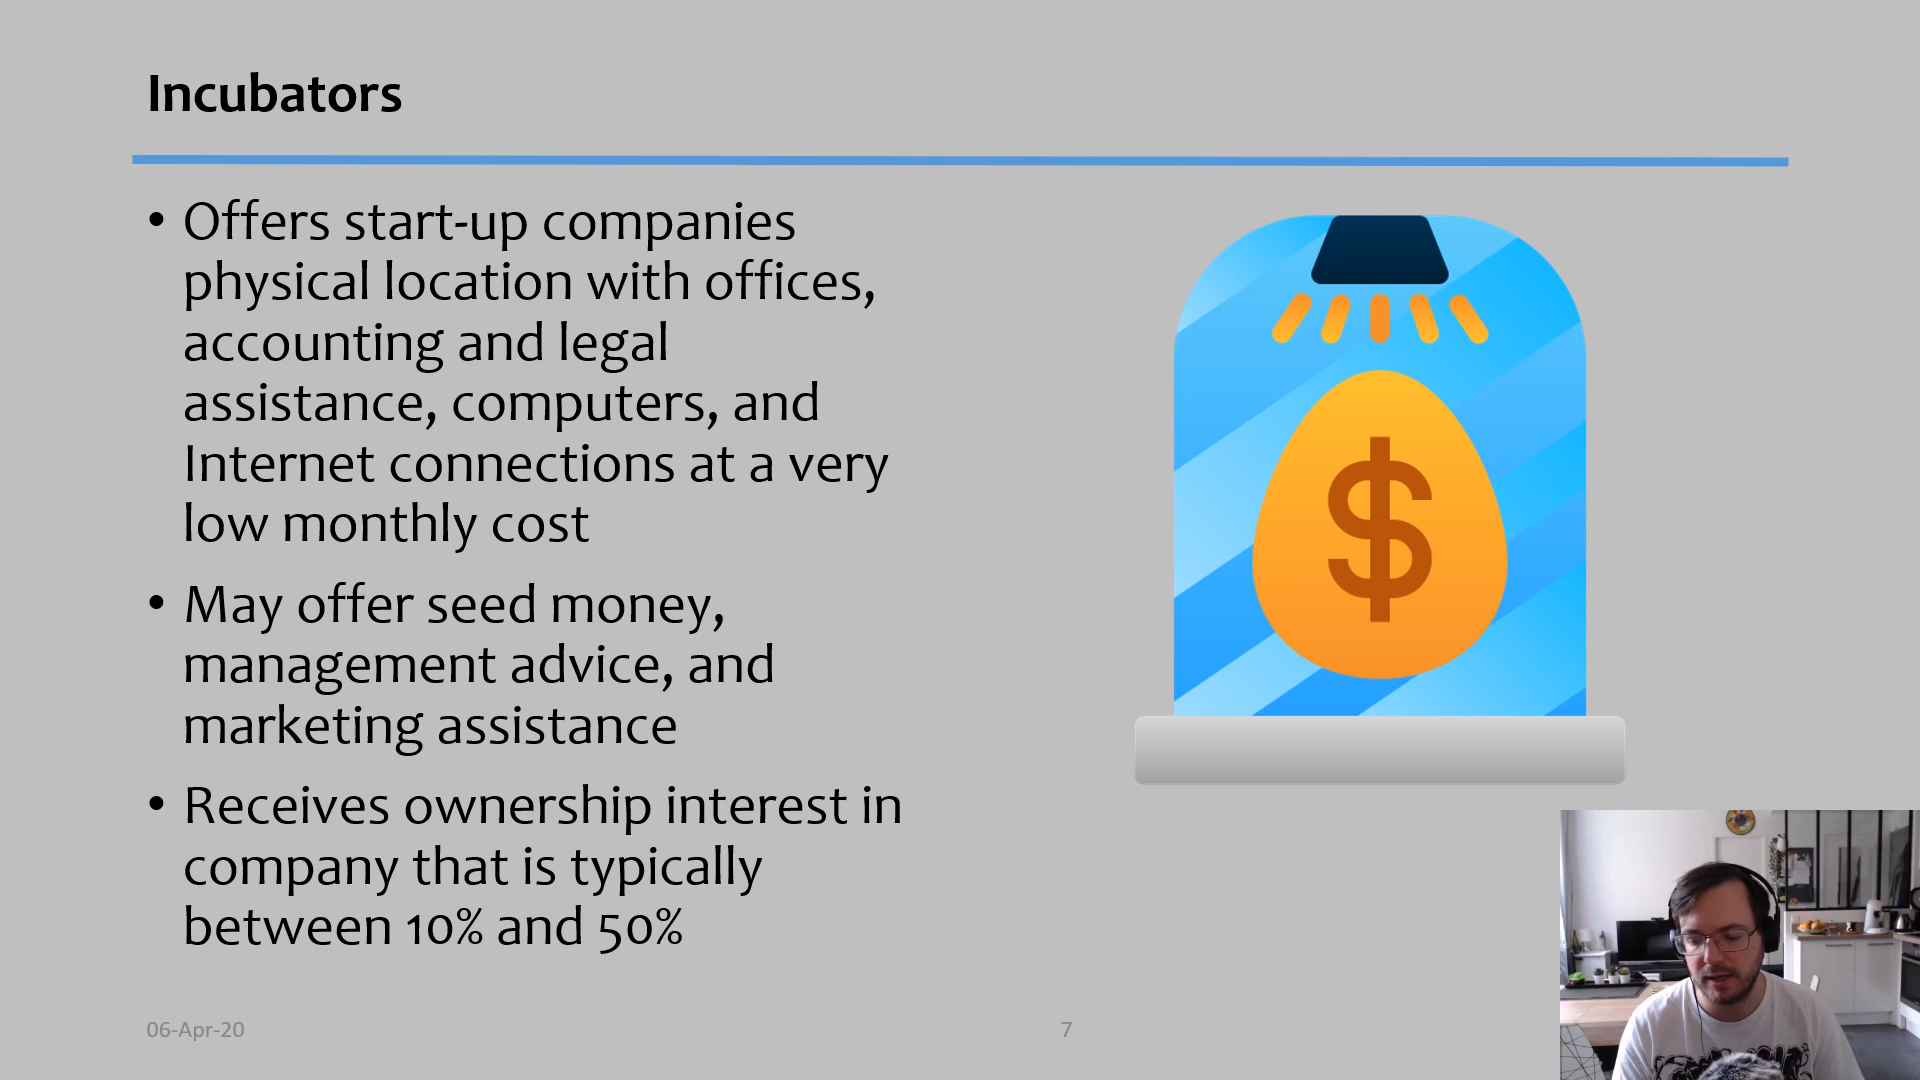 Incubators
• Offers start-up companies
physical location with offices,
accounting and legal
assistance, computers, and
Internet connections at a very
low monthly cost
• May offer seed money,
management advice, and
marketing assistance
• Receives ownership interest in
company that is typically
between 10% and 50%
$
06-Apr-20
7